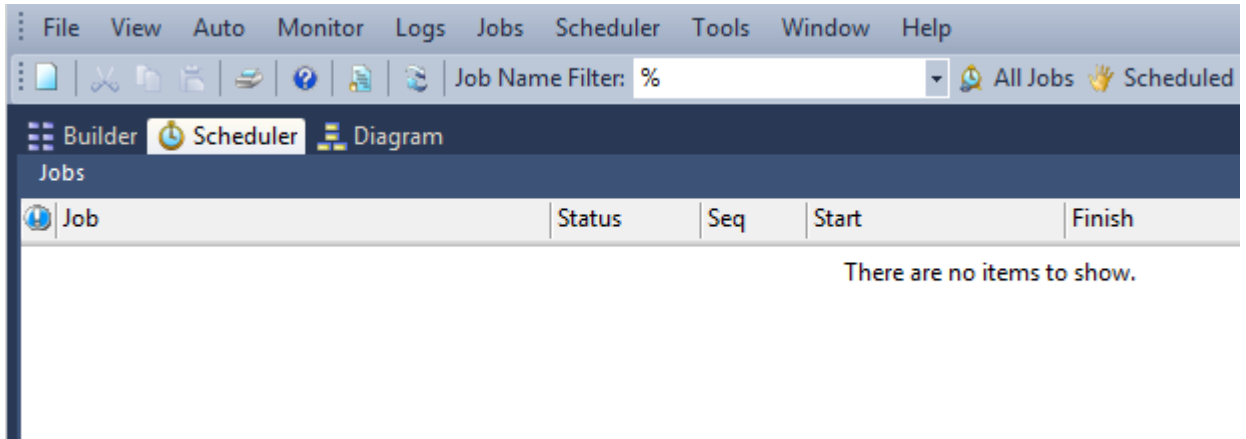 File View Auto Monitor Logs Jobs Scheduler Tools Window Help
Job Name Filter: % All Jobs Scheduled
Builder Scheduler Diagram
Jobs
Job Status Seq Start Finish
There are no items to show.